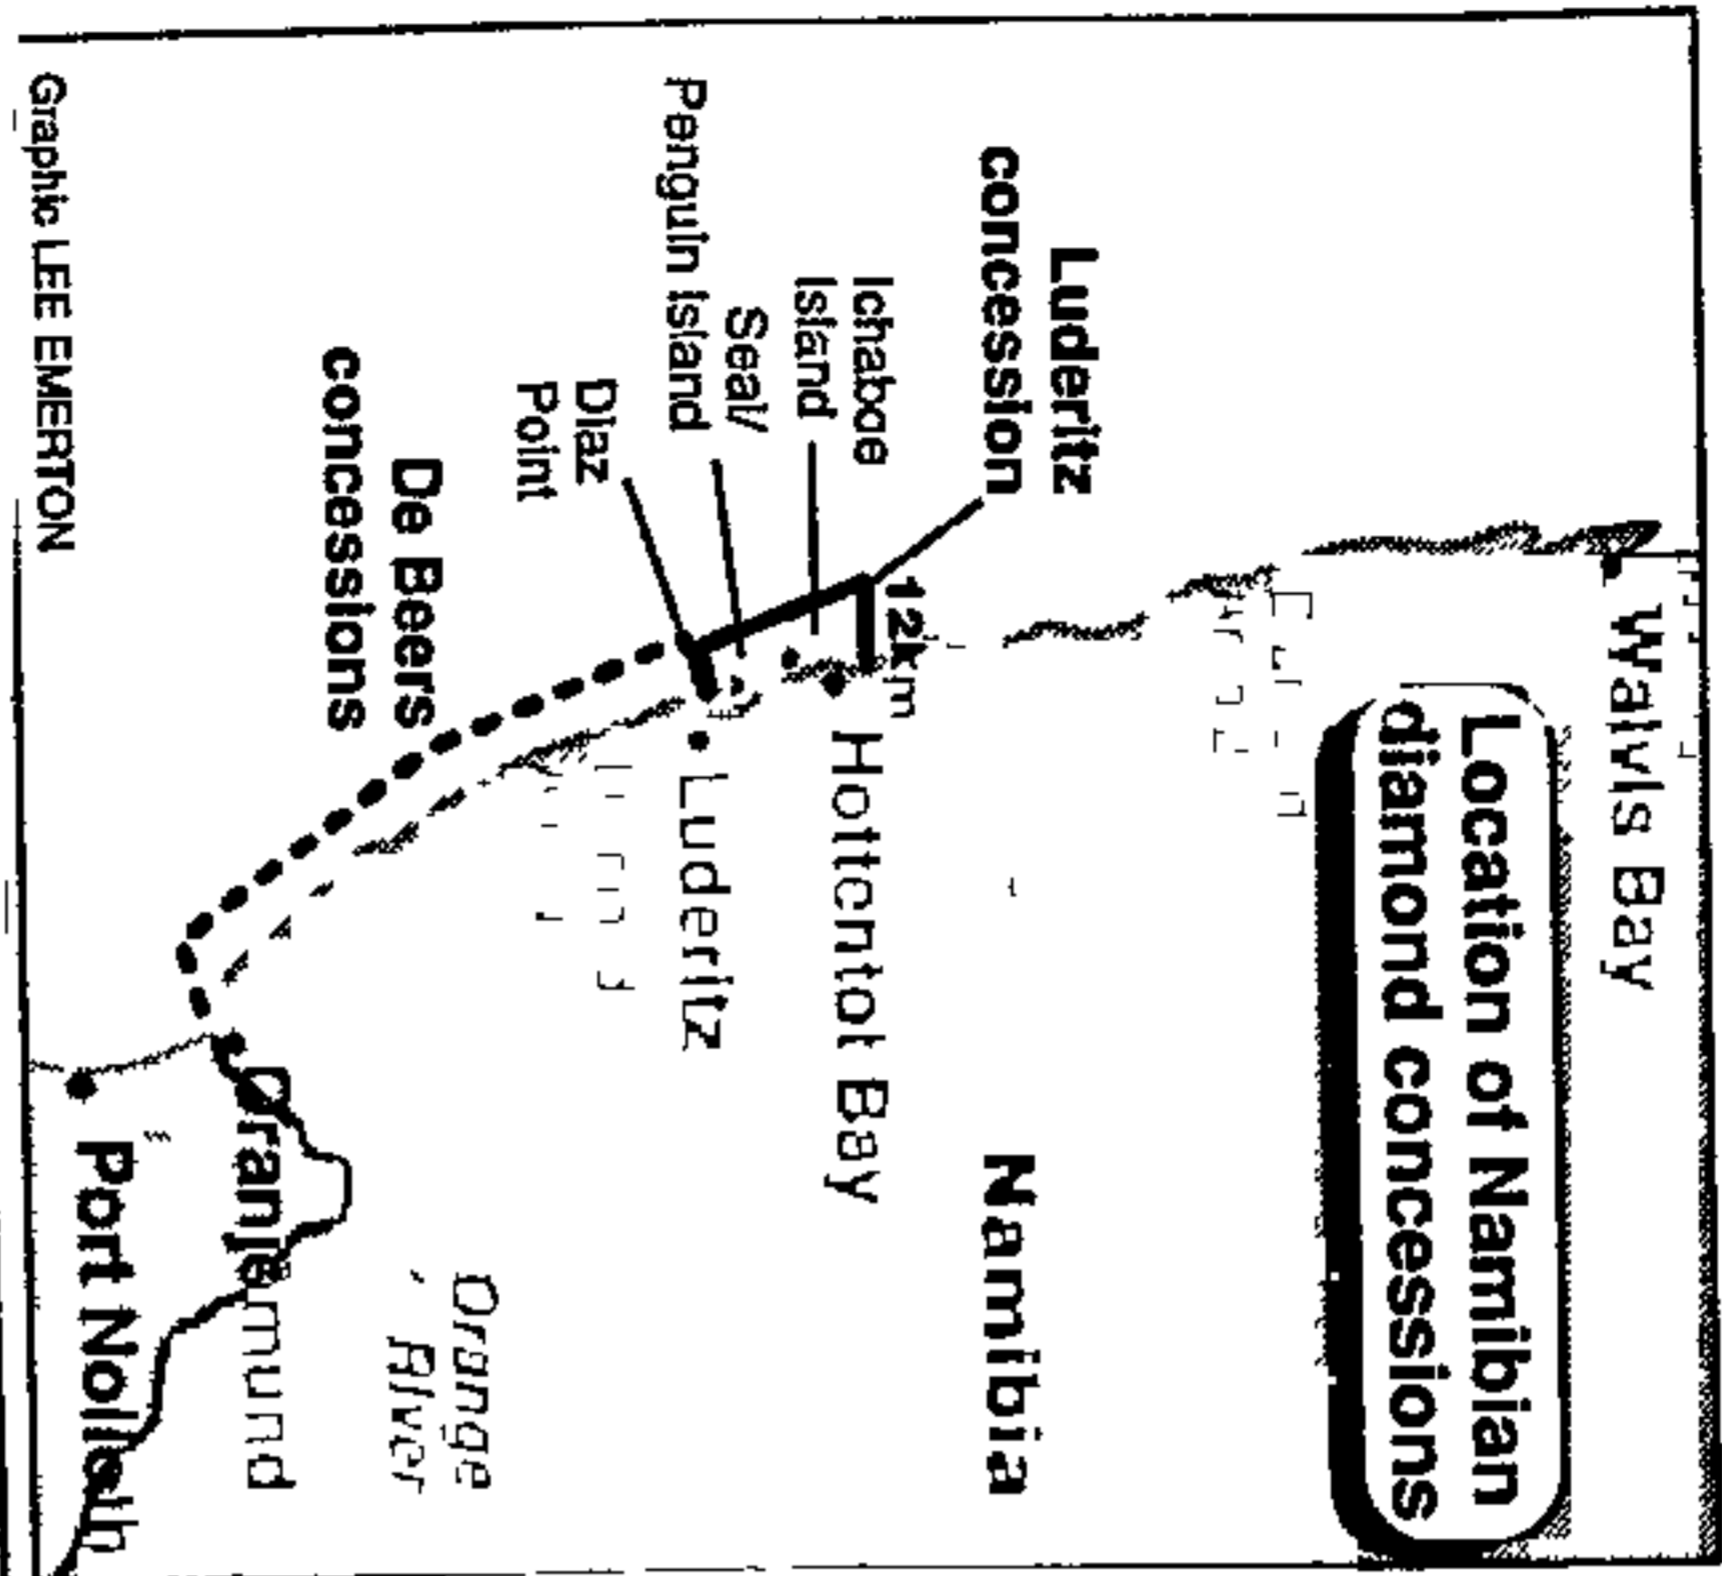 Walvis Bay
Location of Namibian
diamond concessions
Luderitz
concession
12km
Namibia
Ichaboe
Island
Hottentot Bay
Seal/
Penguin Island
Luderitz
Diaz
Point
De Beers
concessions
Orange
River
Oranjemund
Port Nolloth
Graphic LEE EMERTON